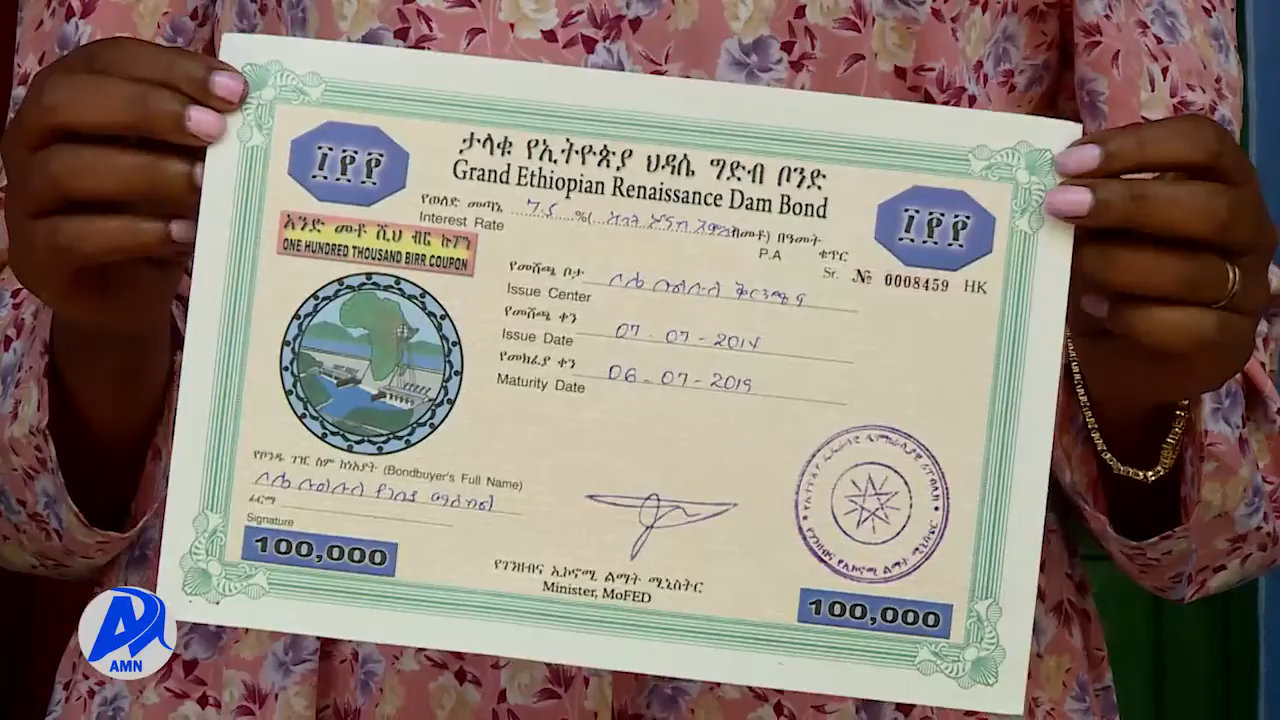 ታላቁ የኢትዮጵያ ህዳሴ ግድብ ቦንድ
Grand Ethiopian Renaissance Dam Bond
፲፻፻
፲፻፻
የወለድ መጣኔ %( በመቶ) በዓመት
Interest Rate P.A
አንድ መቶ ሺህ ብር ኩፖን
ONE HUNDRED THOUSAND BIRR COUPON
ቁጥር
Sr. № 0008459 HK
የመሸጫ ቦታ
Issue Center
የመሸጫ ቀን
Issue Date 07-07-2014
የመክፈያ ቀን
Maturity Date 06-07-2019
የቦንዱ ገዢ ስም ከነአያት (Bondbuyer's Full Name)
ፊርማ
Signature
100,000
የገንዘብና ኢኮኖሚ ልማት ሚኒስትር
Minister, MoFED
100,000
AMN